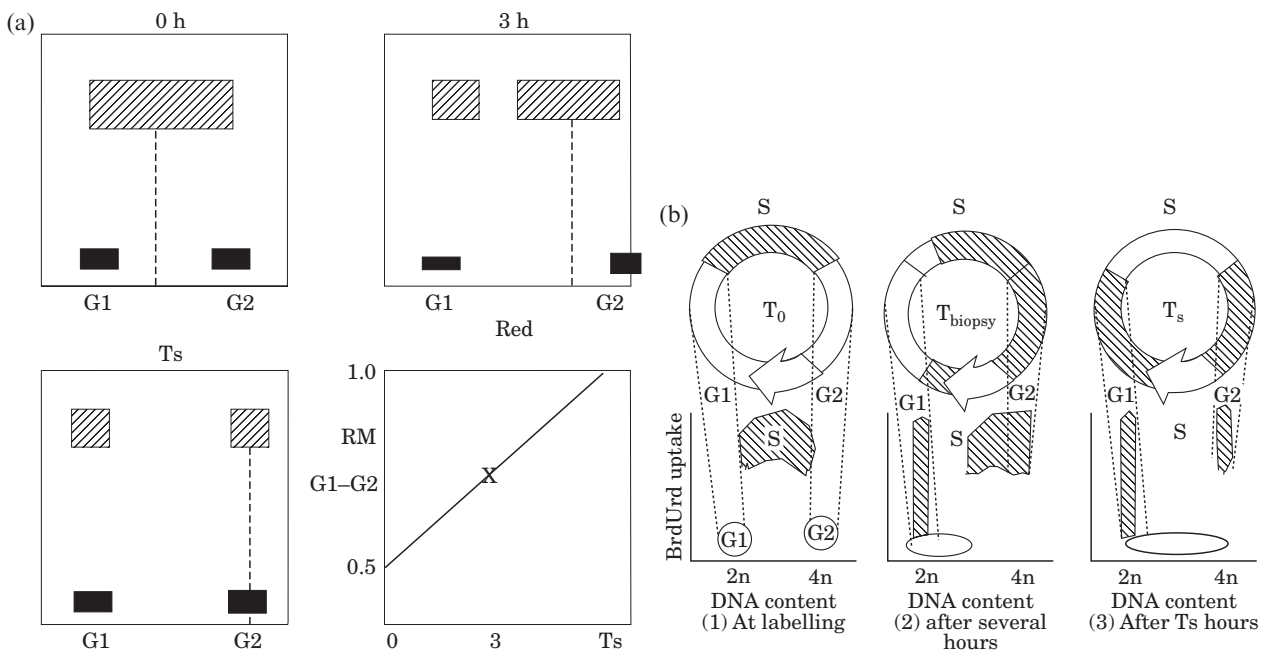 (a)
0 h
3 h
G1 G2
G1 G2
Red
Ts
G1 G2
1.0
RM
G1–G2
0.5
X
0 3 Ts
(b)
S
S
S
T0
Tbiopsy
Ts
G1 G2
G1 G2
G1 G2
BrdUrd uptake
S
S
S
G1 G2
2n 4n
2n 4n
2n 4n
DNA content
(1) At labelling
DNA content
(2) after several
hours
DNA content
(3) After Ts hours